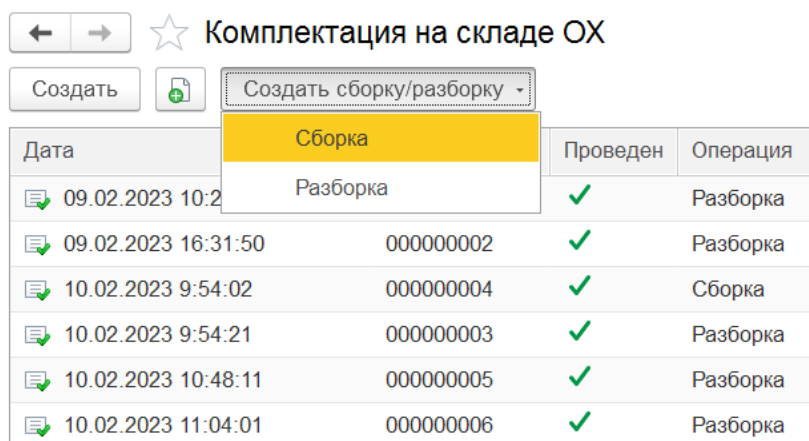 Комплектация на складе ОХ
Создать Создать сборку/разборку
Дата Сборка Проведен Операция
Разборка
09.02.2023 10:2 Разборка
09.02.2023 16:31:50 000000002 Разборка
10.02.2023 9:54:02 000000004 Сборка
10.02.2023 9:54:21 000000003 Разборка
10.02.2023 10:48:11 000000005 Разборка
10.02.2023 11:04:01 000000006 Разборка